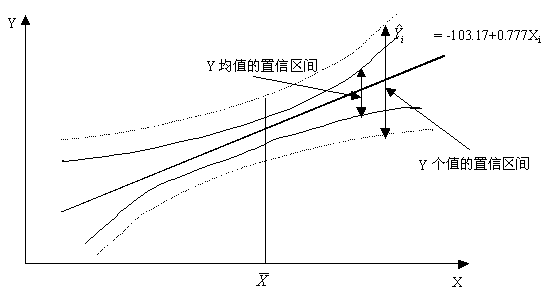 Y
Ŷi = -103.17+0.777Xi
Y 均值的置信区间
Y 个值的置信区间
X̅
X